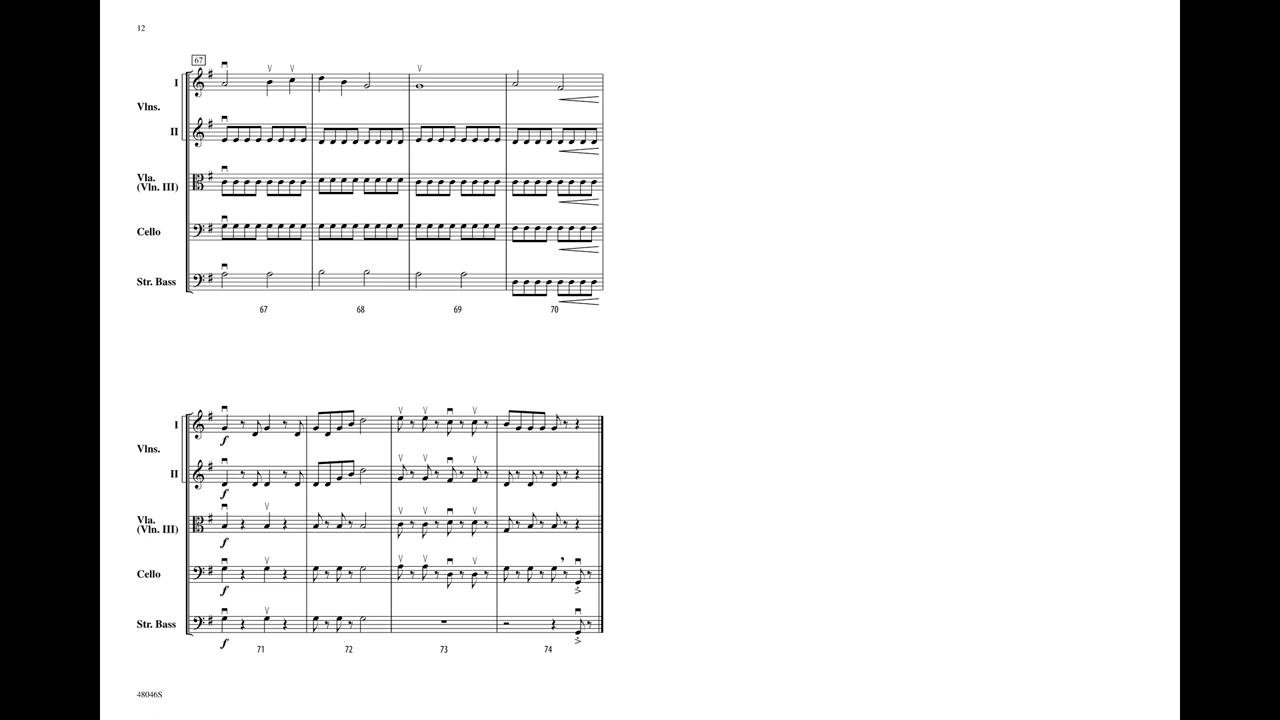 12
67
I
Vlns.
II
Vla.
(Vln. III)
Cello
Str. Bass
67 68 69 70
I
f
Vlns.
II
f
Vla.
(Vln. III)
f
Cello
f
Str. Bass
f
71 72 73 74
48046S